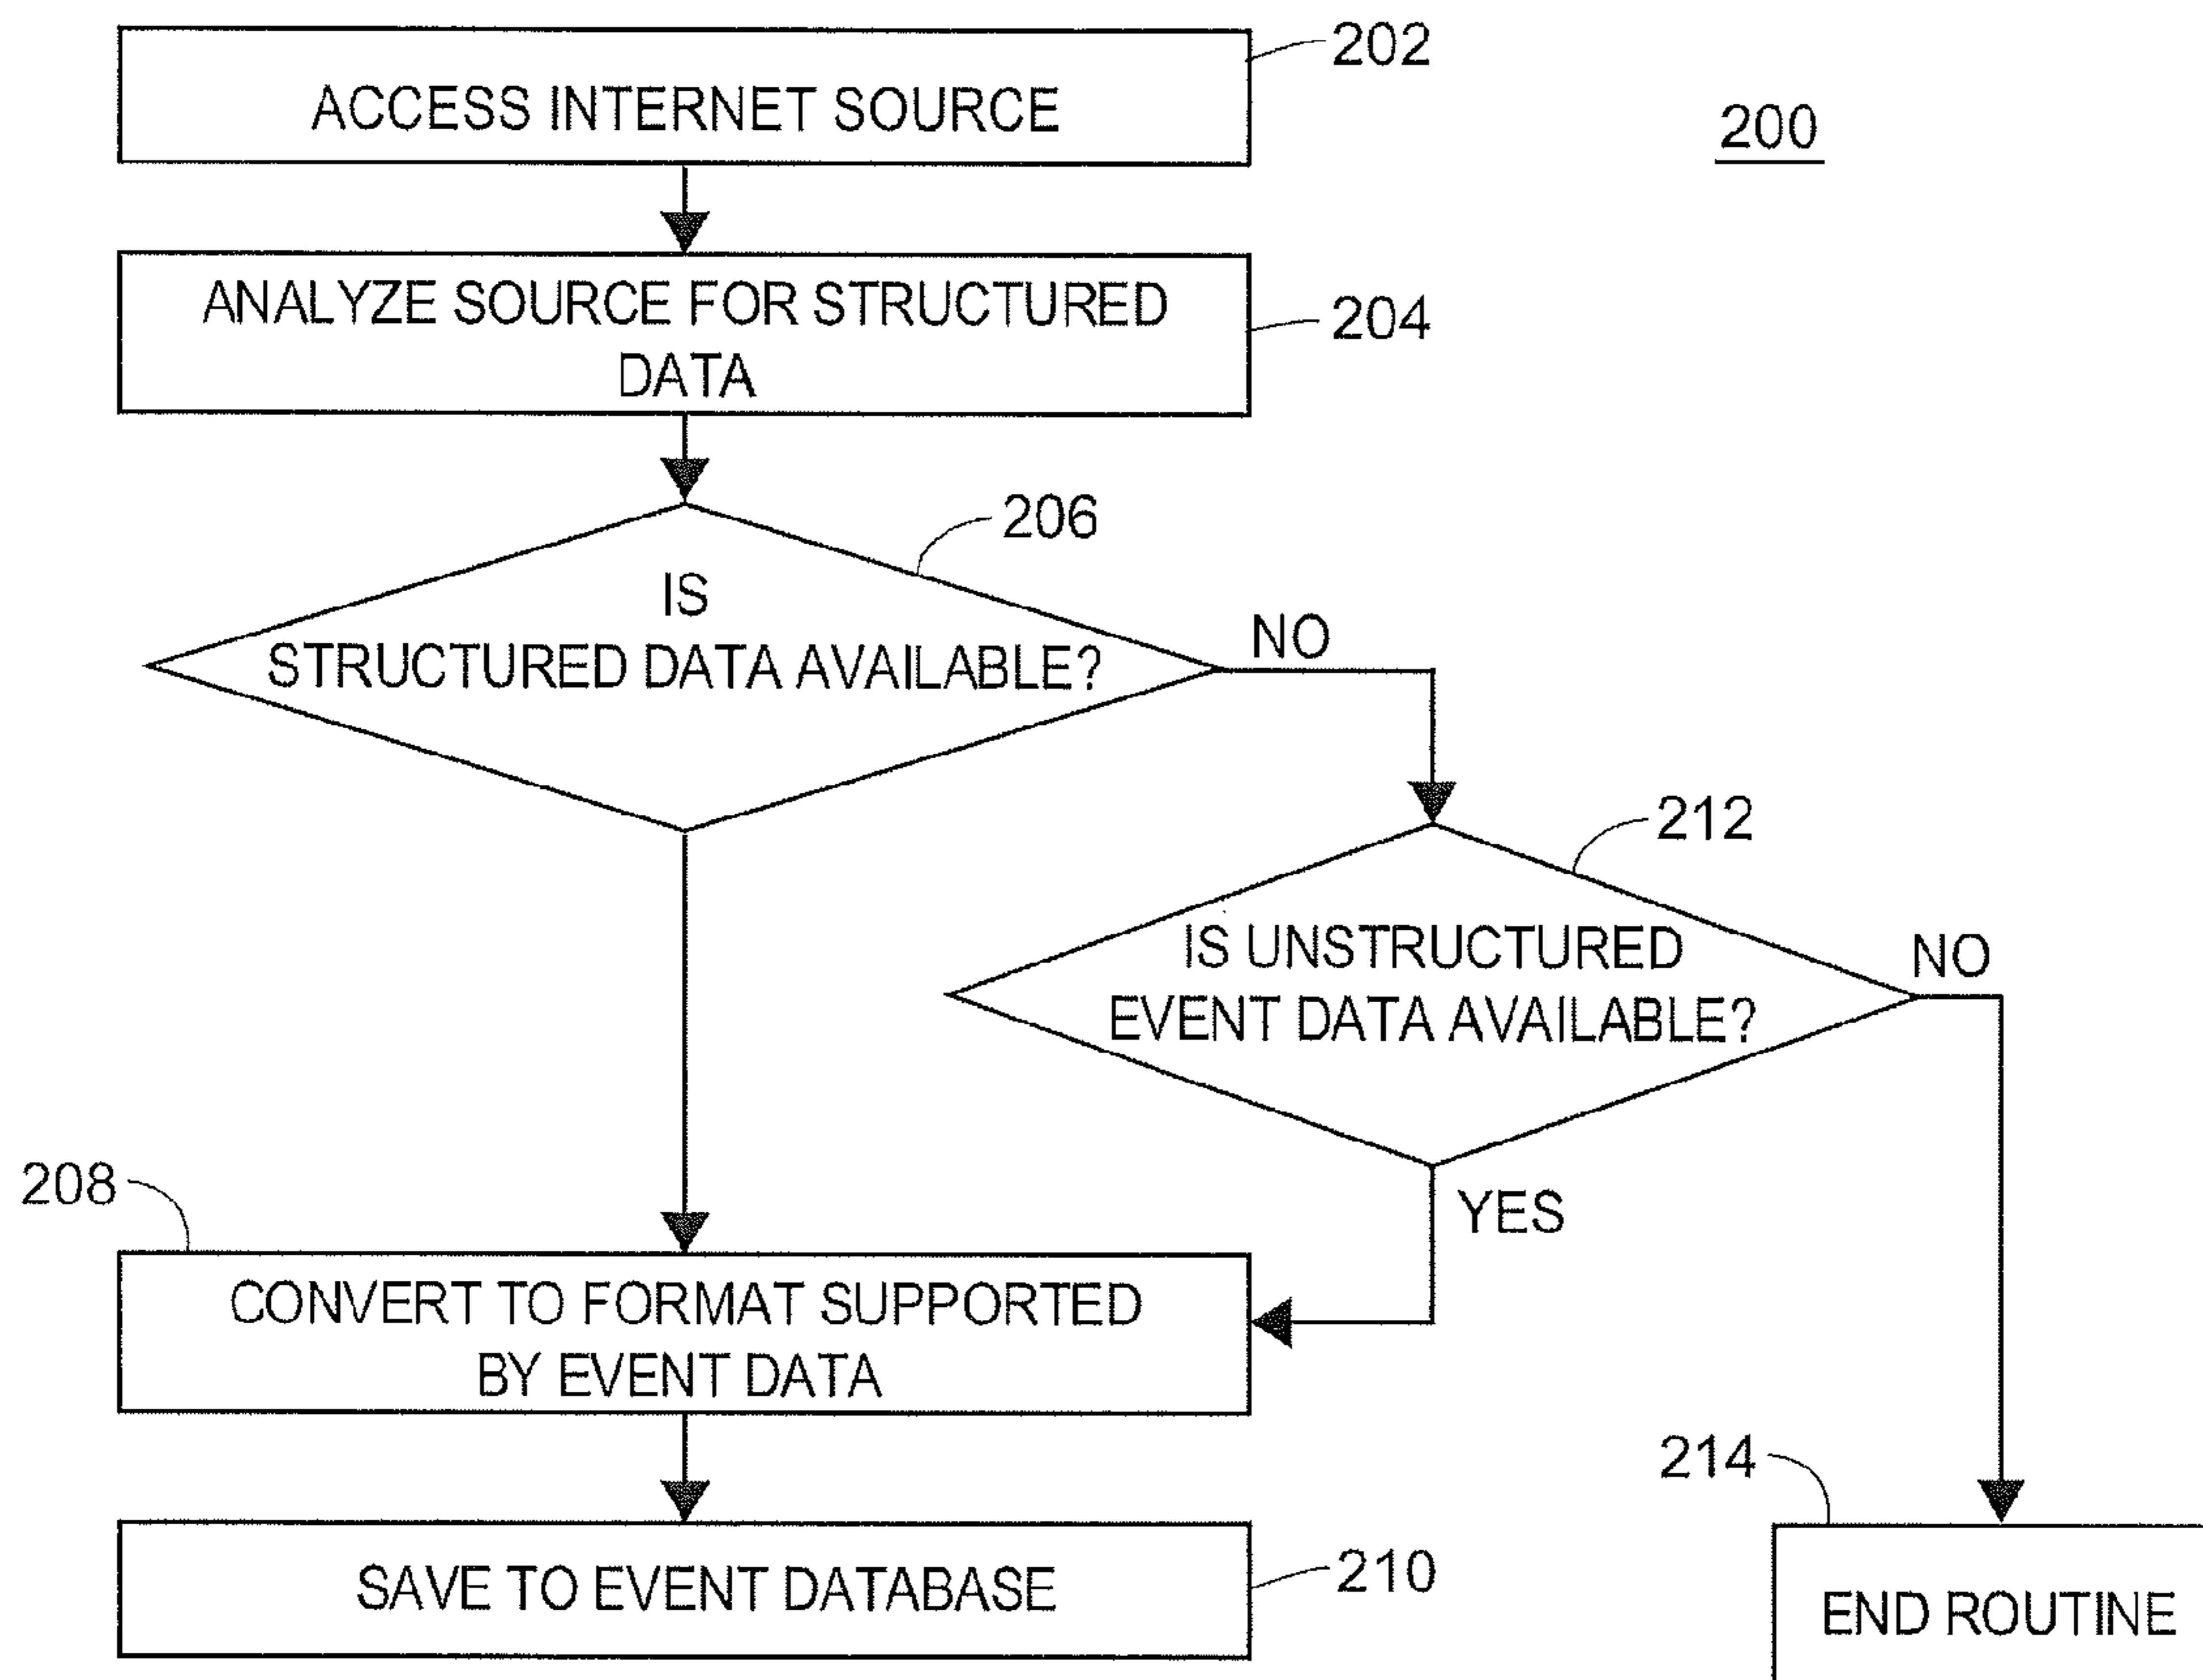 202
ACCESS INTERNET SOURCE
200
ANALYZE SOURCE FOR STRUCTURED
DATA
204
206
IS
STRUCTURED DATA AVAILABLE?
NO
212
IS UNSTRUCTURED
EVENT DATA AVAILABLE?
NO
YES
208
CONVERT TO FORMAT SUPPORTED
BY EVENT DATA
214
SAVE TO EVENT DATABASE
210
END ROUTINE